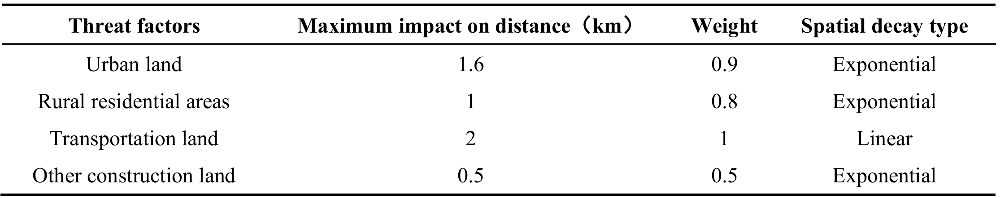 Threat factors Maximum impact on distance（km） Weight Spatial decay type
Urban land 1.6 0.9 Exponential
Rural residential areas 1 0.8 Exponential
Transportation land 2 1 Linear
Other construction land 0.5 0.5 Exponential